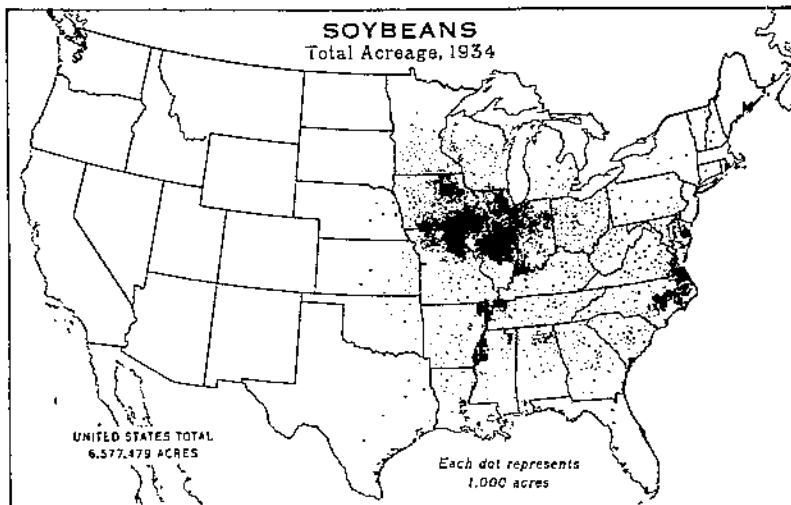 SOYBEANS
Total Acreage, 1934
UNITED STATES TOTAL
6,577,479 ACRES
Each dot represents
1,000 acres